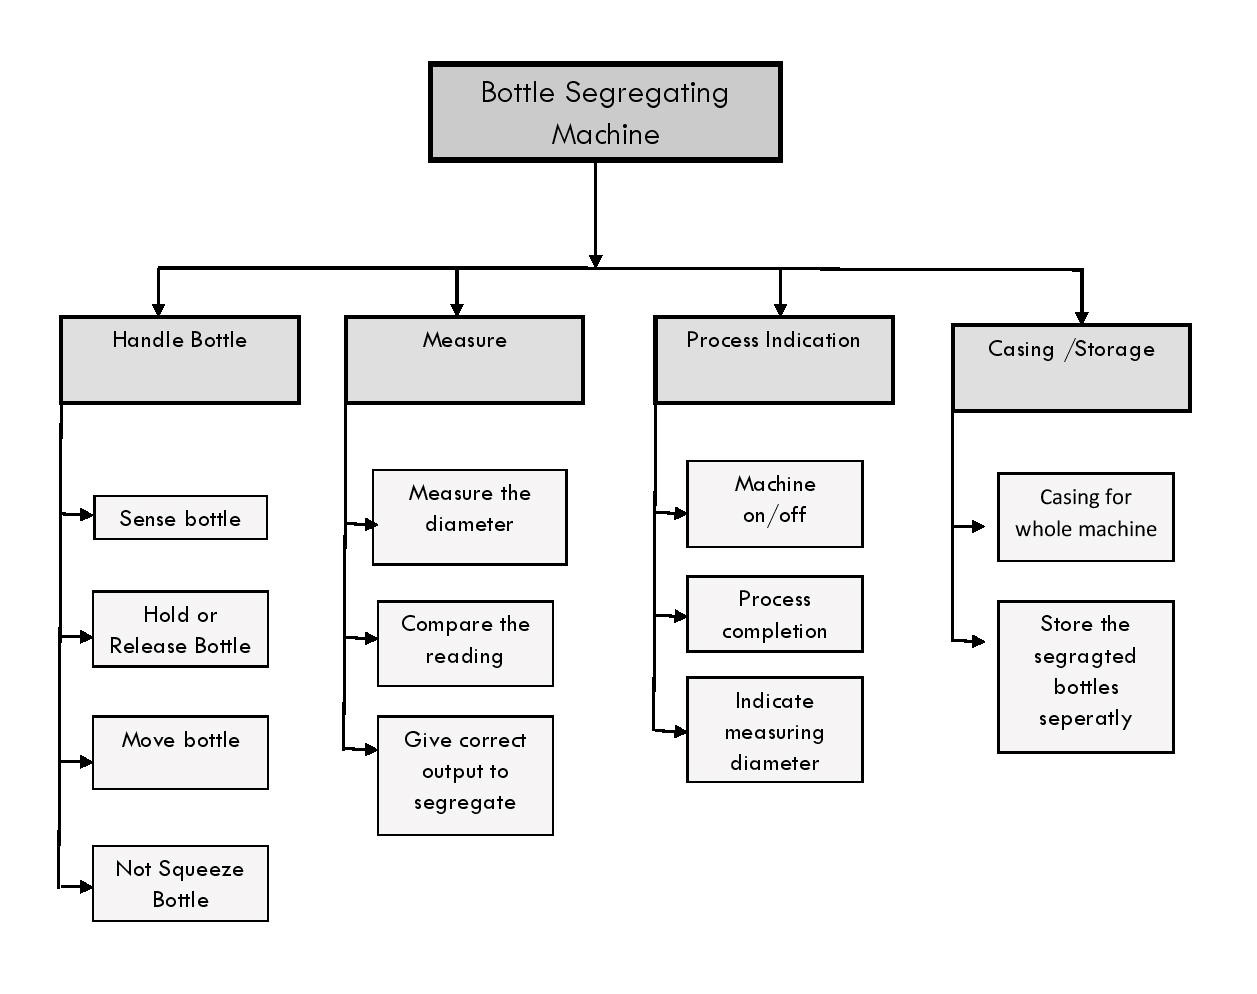 Bottle Segregating
Machine
Handle Bottle
Measure
Process Indication
Casing /Storage
Sense bottle
Hold or
Release Bottle
Move bottle
Not Squeeze
Bottle
Measure the
diameter
Compare the
reading
Give correct
output to
segregate
Machine
on/off
Process
completion
Indicate
measuring
diameter
Casing for
whole machine
Store the
segragted
bottles
seperatly